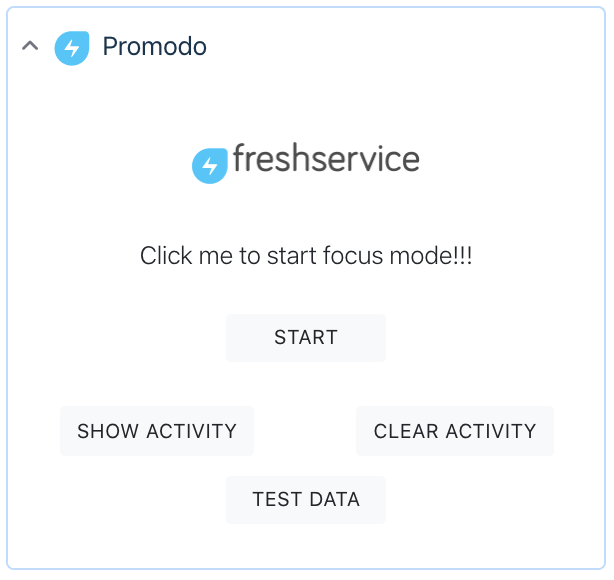 Promodo
freshservice
Click me to start focus mode!!!
START
SHOW ACTIVITY
CLEAR ACTIVITY
TEST DATA